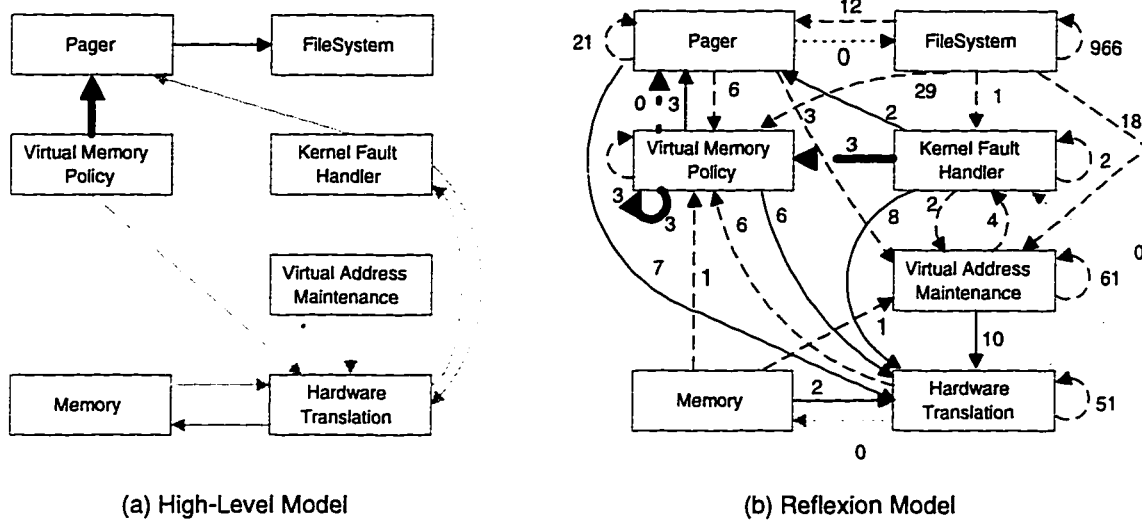 Pager
FileSystem
Virtual Memory
Policy
Kernel Fault
Handler
Virtual Address
Maintenance
Memory
Hardware
Translation
(a) High-Level Model
12
21
Pager
FileSystem
966
0
0
3
6
29
1
2
3
18
Virtual Memory
Policy
3
Kernel Fault
Handler
2
3
3
6
6
8
2
4
0
7
1
Virtual Address
Maintenance
61
1
10
Memory
2
Hardware
Translation
51
0
(b) Reflexion Model